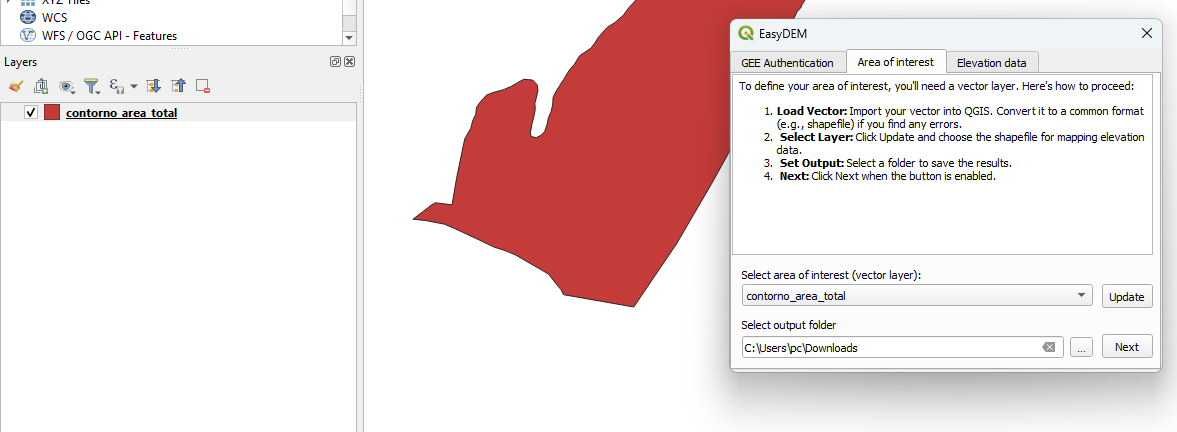 XYZ Tiles
WCS
WFS / OGC API - Features
Layers
contorno_area_total
EasyDEM
GEE Authentication
Area of interest
Elevation data
To define your area of interest, you'll need a vector layer. Here's how to proceed:
1. Load Vector: Import your vector into QGIS. Convert it to a common format
(e.g., shapefile) if you find any errors.
2. Select Layer: Click Update and choose the shapefile for mapping elevation
data.
3. Set Output: Select a folder to save the results.
4. Next: Click Next when the button is enabled.
Select area of interest (vector layer):
contorno_area_total
Update
Select output folder
C:\Users\pc\Downloads
...
Next